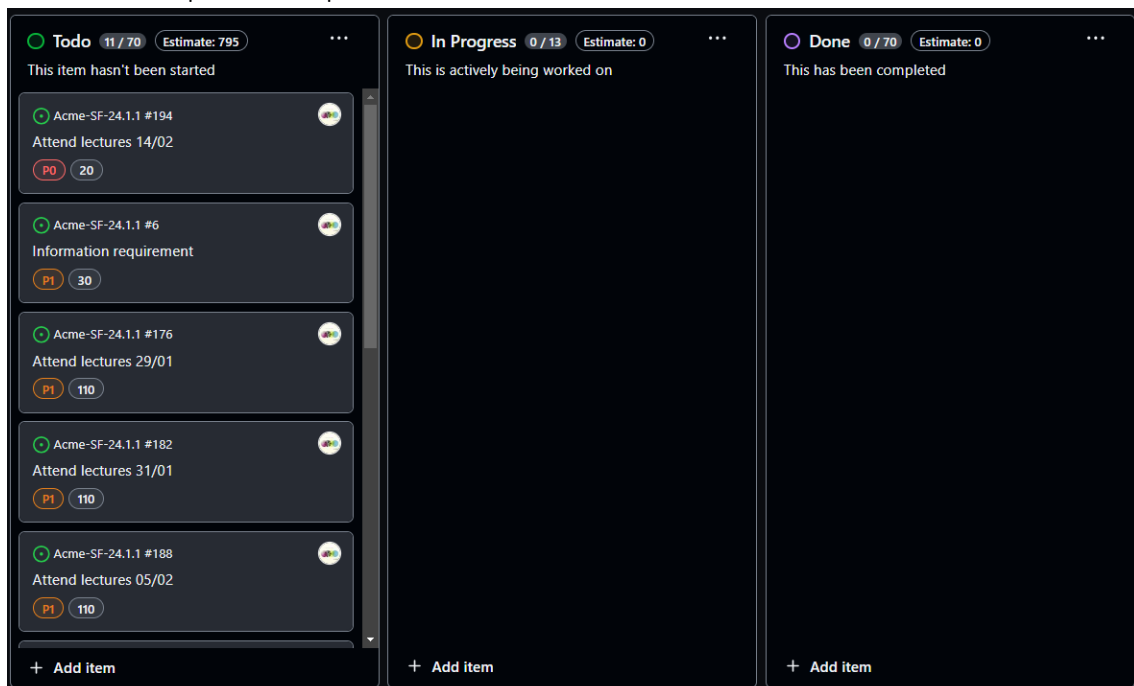 Todo 11 / 70 Estimate: 795 ...
This item hasn't been started
Acme-SF-24.1.1 #194
Attend lectures 14/02
P0 20
Acme-SF-24.1.1 #6
Information requirement
P1 30
Acme-SF-24.1.1 #176
Attend lectures 29/01
P1 110
Acme-SF-24.1.1 #182
Attend lectures 31/01
P1 110
Acme-SF-24.1.1 #188
Attend lectures 05/02
P1 110
+ Add item
In Progress 0 / 13 Estimate: 0 ...
This is actively being worked on
+ Add item
Done 0 / 70 Estimate: 0 ...
This has been completed
+ Add item